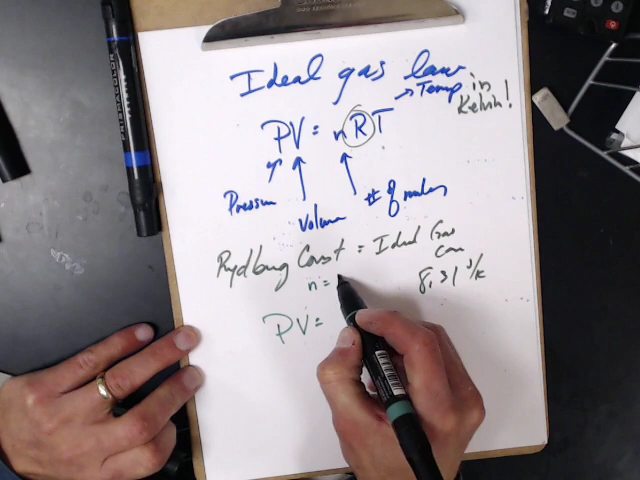 Ideal gas law
→ Temp in Kelvin!
PV = nRT
Pressure
Volume
# of
Rydberg Const = Ideal Gas
Con
8.31 J/K
n =
PV =
PRISMACOLOR